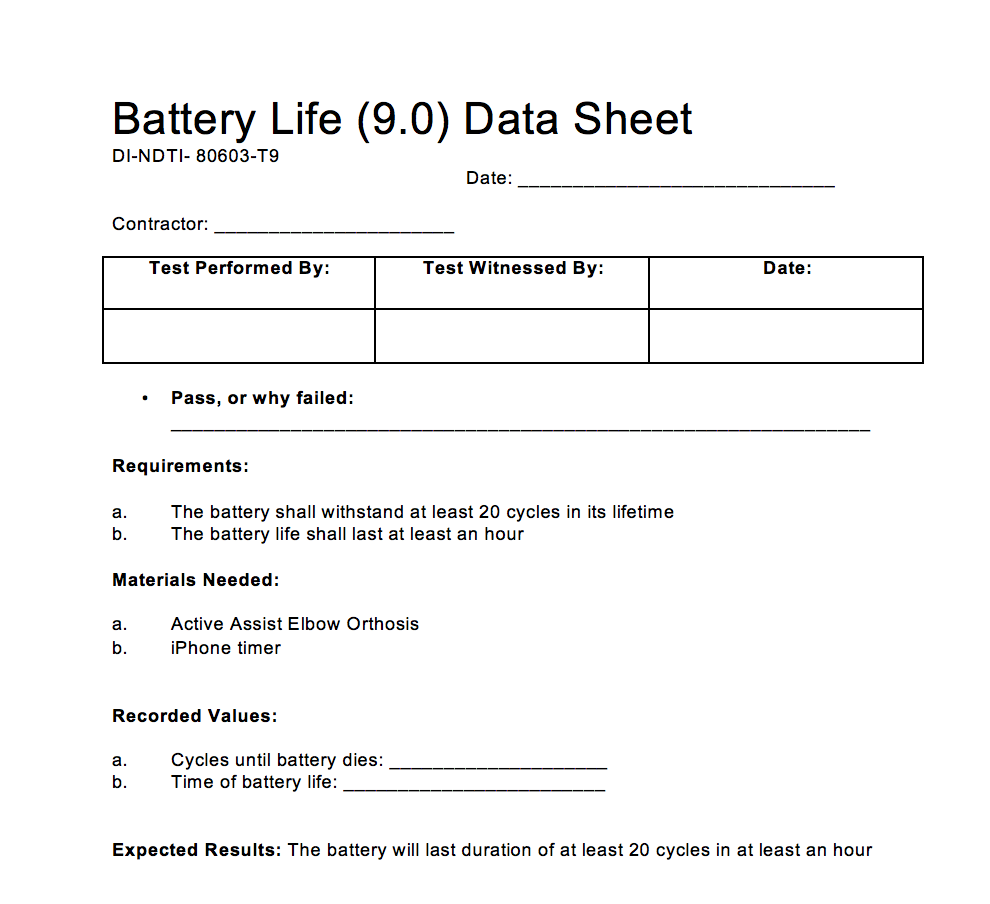 Battery Life (9.0) Data Sheet
DI-NDTI- 80603-T9
Date: _____________________________
Contractor: ______________________
Test Performed By: Test Witnessed By: Date:
• Pass, or why failed:
________________________________________________________________
Requirements:
a. The battery shall withstand at least 20 cycles in its lifetime
b. The battery life shall last at least an hour
Materials Needed:
a. Active Assist Elbow Orthosis
b. iPhone timer
Recorded Values:
a. Cycles until battery dies: ____________________
b. Time of battery life: ________________________
Expected Results: The battery will last duration of at least 20 cycles in at least an hour